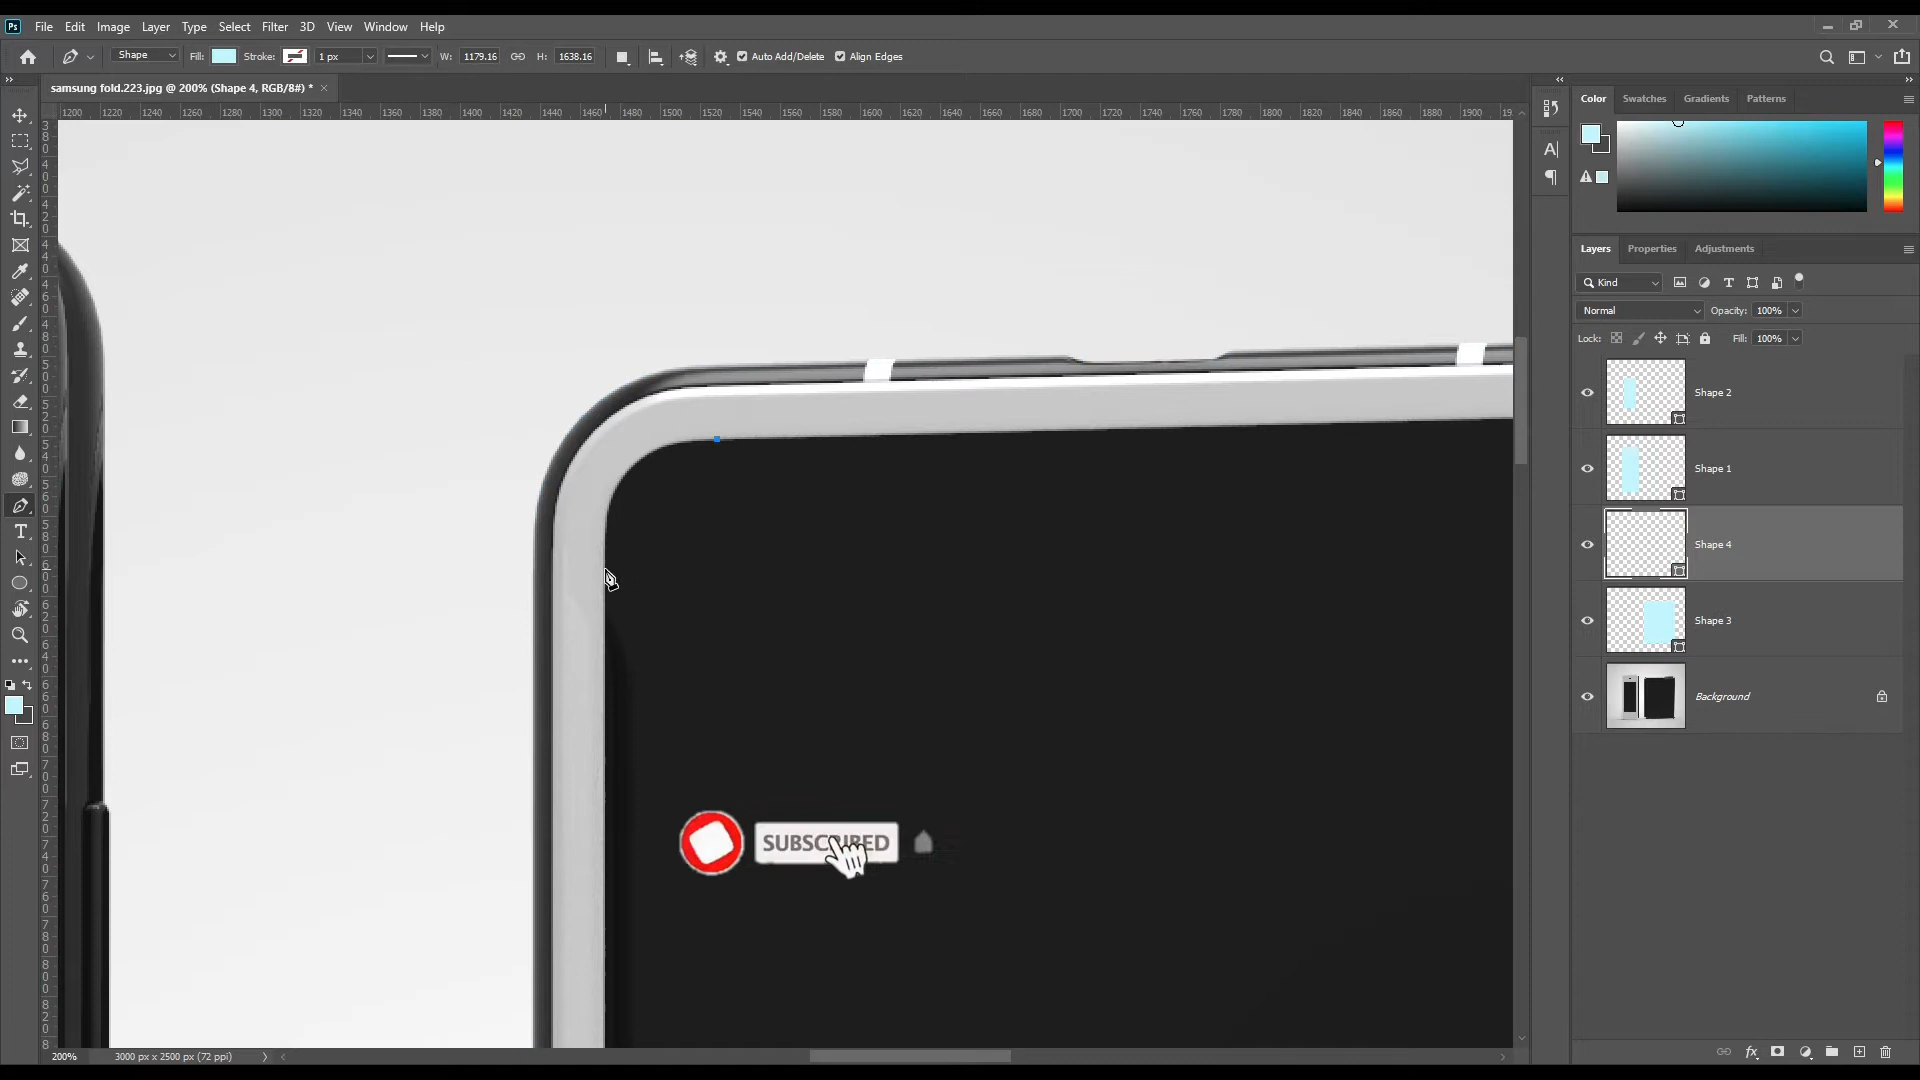 Ps File Edit Image Layer Type Select Filter 3D View Window Help
Shape Fill: Stroke: 1 px W: 1179.16 H: 1638.16 Auto Add/Delete Align Edges
samsung fold.223.jpg @ 200% (Shape 4, RGB/8#) * ×
1200 1220 1240 1260 1280 1300 1320 1340 1360 1380 1400 1420 1440 1460 1480 1500 1520 1540 1560 1580 1600 1620 1640 1660 1680 1700 1720 1740 1760 1780 1800 1820 1840 1860 1880 1900
Color Swatches Gradients Patterns
Layers Properties Adjustments
Kind
Normal Opacity: 100%
Lock: Fill: 100%
Shape 2
Shape 1
Shape 4
Shape 3
Background
SUBSCRIBED
200% 3000 px x 2500 px (72 ppi)